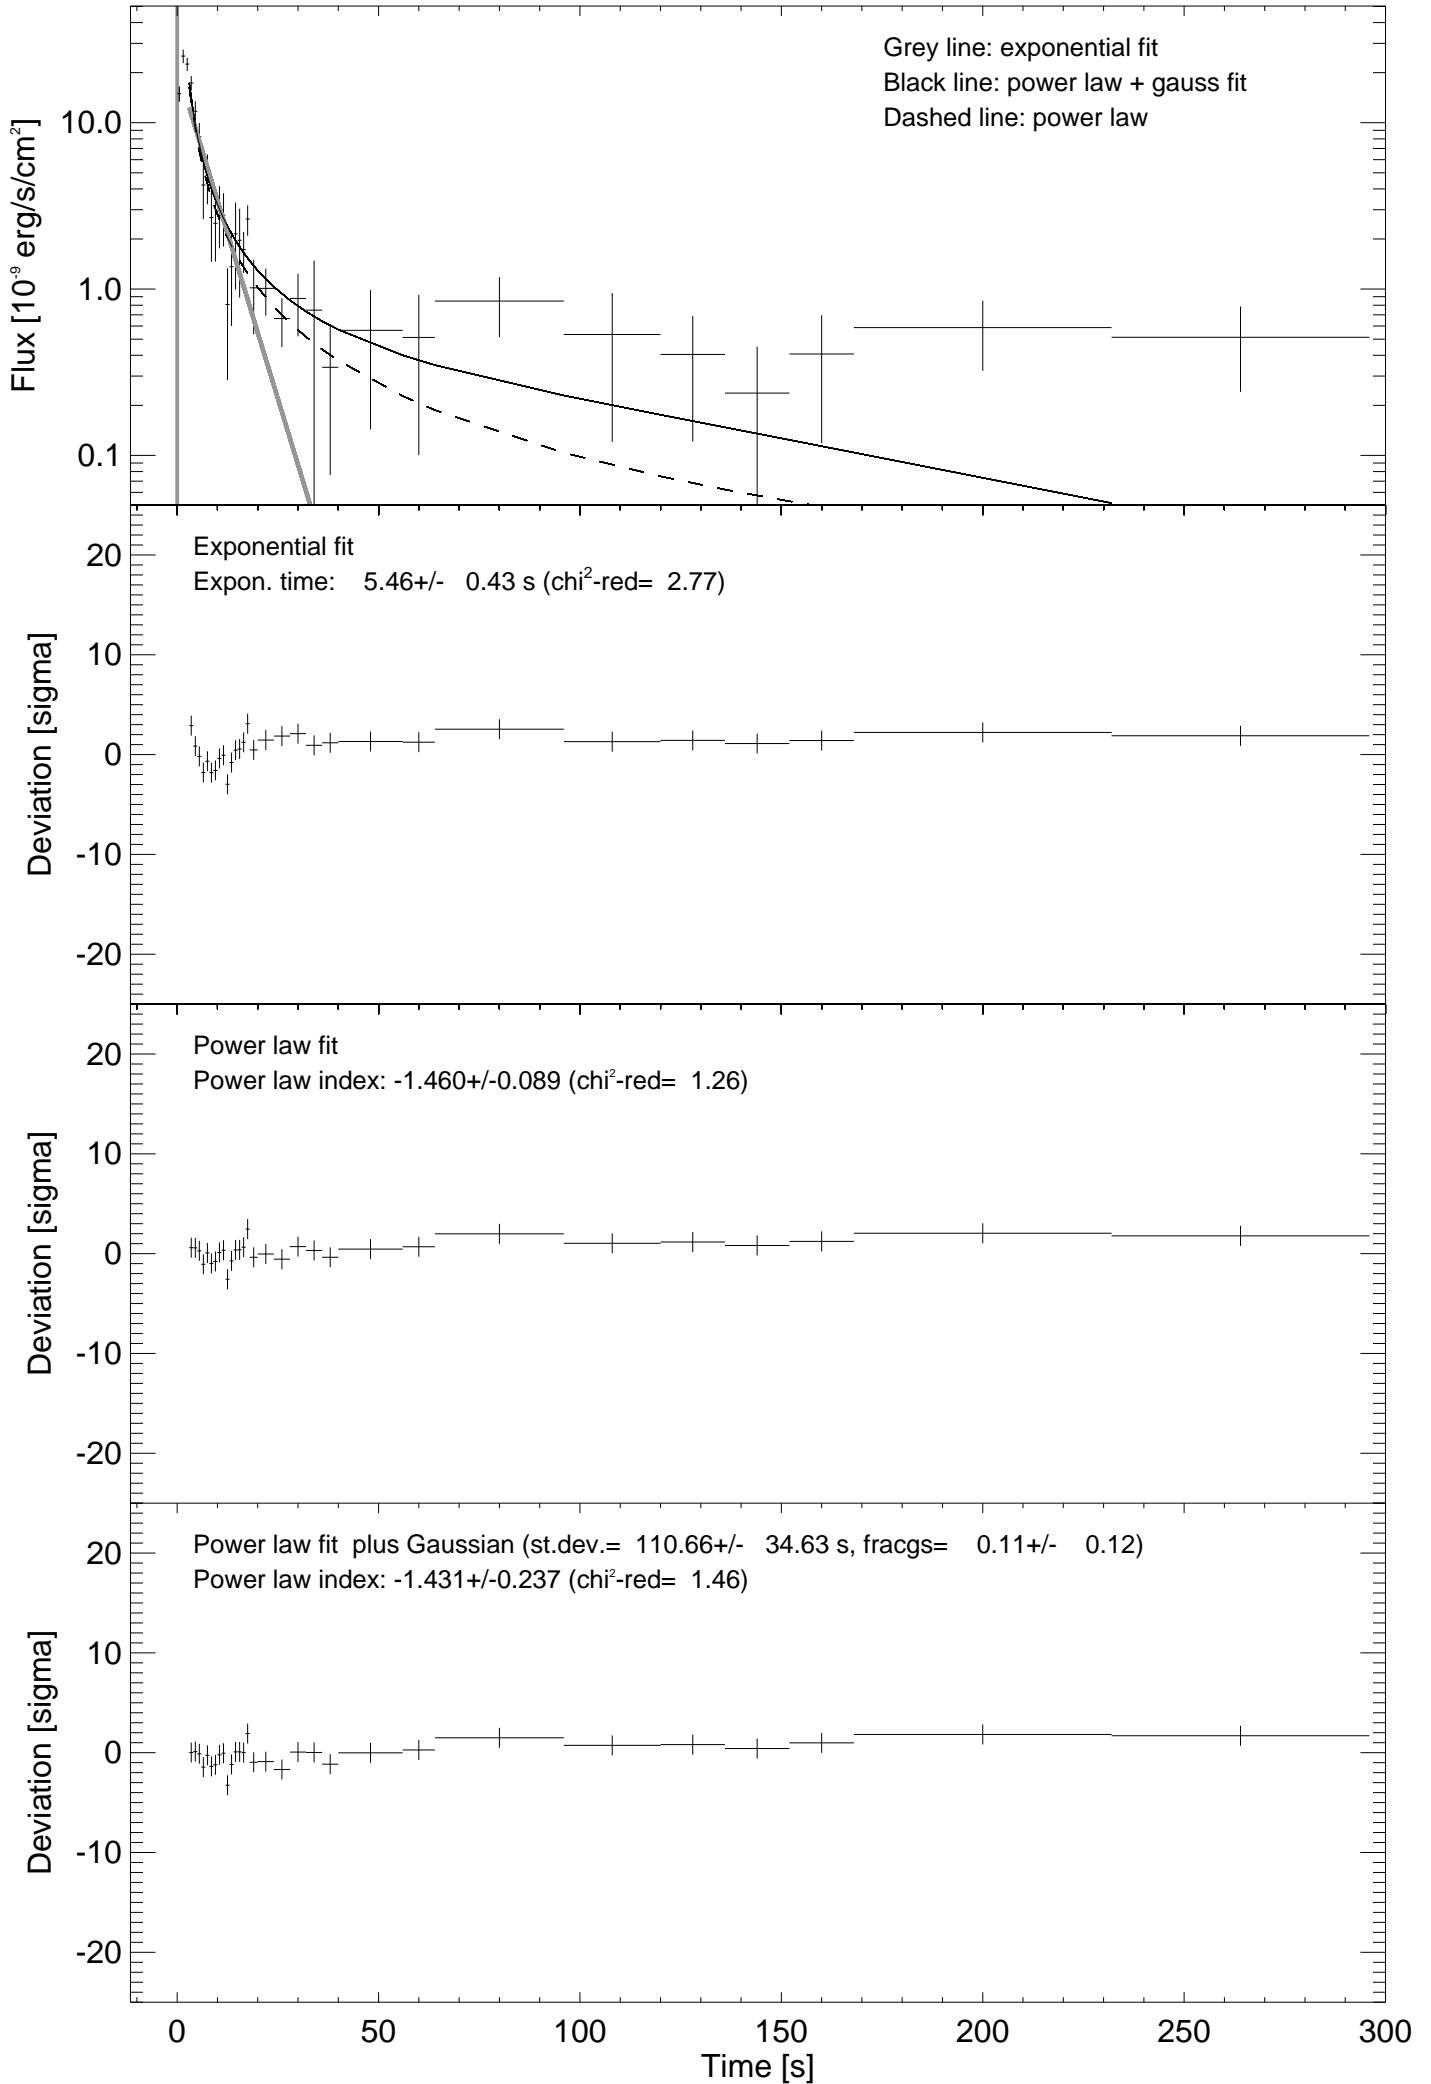 Grey line: exponential fit
Black line: power law + gauss fit
Dashed line: power law
Flux [10⁻⁹ erg/s/cm²]
10.0
1.0
0.1
Exponential fit
Expon. time: 5.46+/- 0.43 s (chi²-red= 2.77)
Deviation [sigma]
20
10
0
-10
-20
Power law fit
Power law index: -1.460+/-0.089 (chi²-red= 1.26)
Deviation [sigma]
20
10
0
-10
-20
Power law fit plus Gaussian (st.dev.= 110.66+/- 34.63 s, fracgs= 0.11+/- 0.12)
Power law index: -1.431+/-0.237 (chi²-red= 1.46)
Deviation [sigma]
20
10
0
-10
-20
0 50 100 150 200 250 300
Time [s]